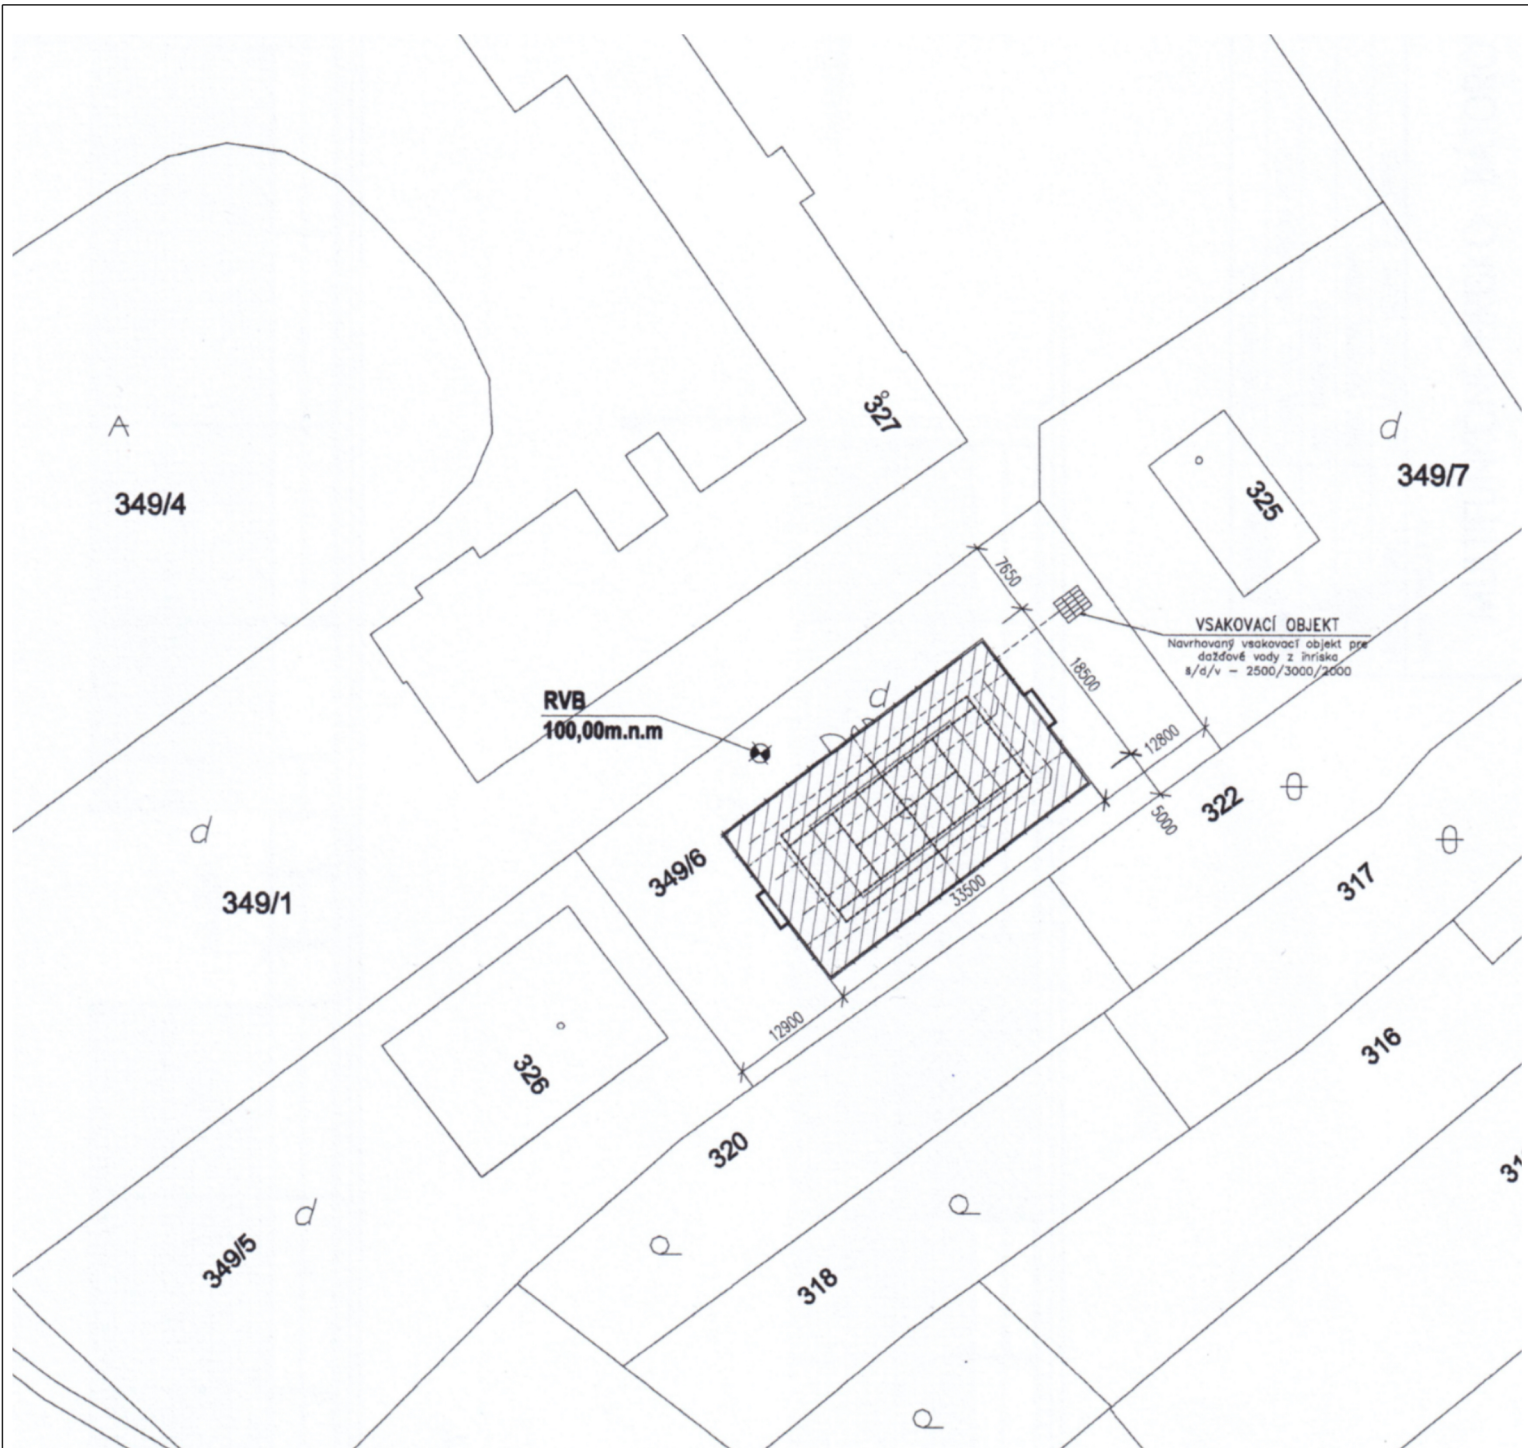 327
A
349/4
d
349/7
325
7650
VSAKOVACÍ OBJEKT
Navrhovaný vsakovací objekt pre
dažďové vody z ihriska
š/d/v – 2500/3000/2000
18500
d
RVB
100,00m.n.m
12800
322
5000
d
349/6
317
33500
349/1
12900
316
326
320
d
349/5
318
31